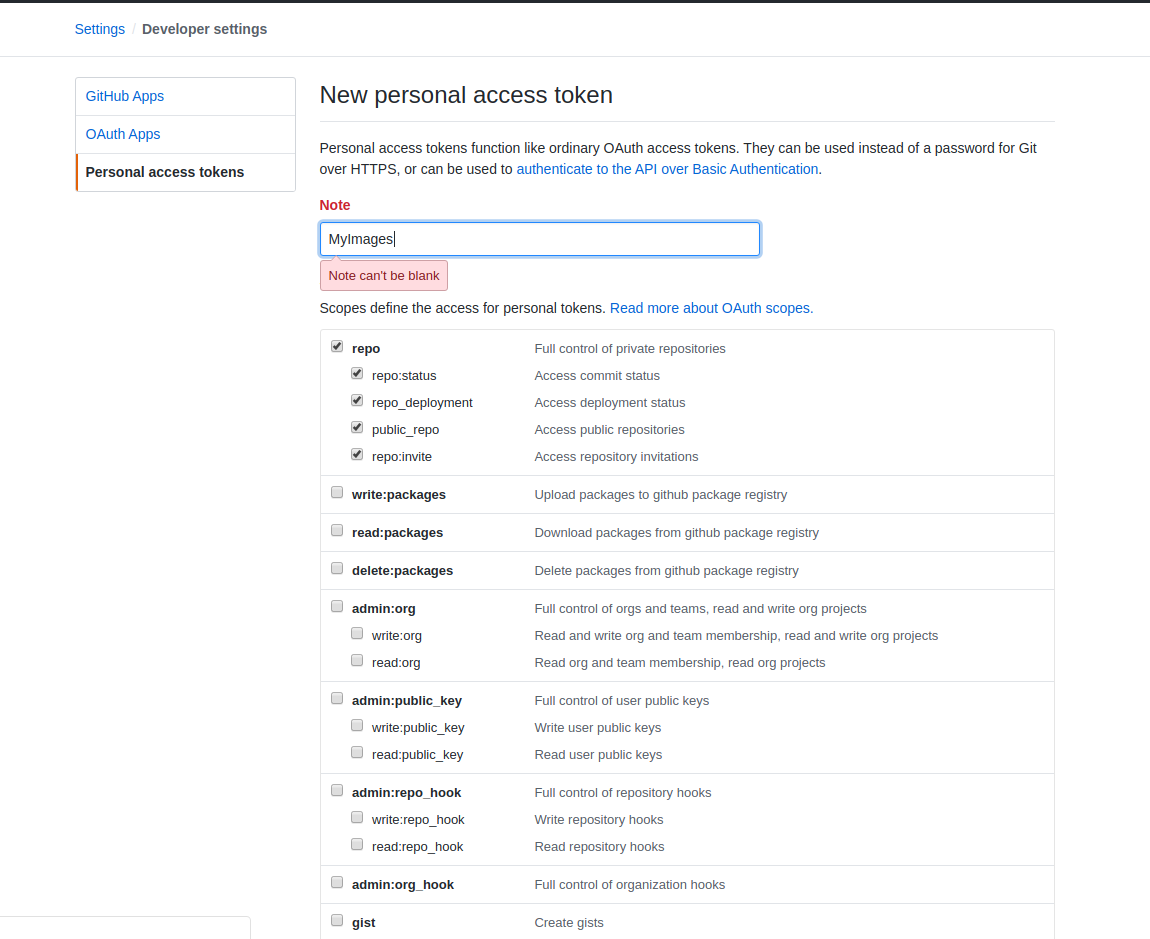 Settings / Developer settings
GitHub Apps
OAuth Apps
Personal access tokens
New personal access token
Personal access tokens function like ordinary OAuth access tokens. They can be used instead of a password for Git
over HTTPS, or can be used to authenticate to the API over Basic Authentication.
Note
MyImages
Note can't be blank
Scopes define the access for personal tokens. Read more about OAuth scopes.
repo Full control of private repositories
repo:status Access commit status
repo_deployment Access deployment status
public_repo Access public repositories
repo:invite Access repository invitations
write:packages Upload packages to github package registry
read:packages Download packages from github package registry
delete:packages Delete packages from github package registry
admin:org Full control of orgs and teams, read and write org projects
write:org Read and write org and team membership, read and write org projects
read:org Read org and team membership, read org projects
admin:public_key Full control of user public keys
write:public_key Write user public keys
read:public_key Read user public keys
admin:repo_hook Full control of repository hooks
write:repo_hook Write repository hooks
read:repo_hook Read repository hooks
admin:org_hook Full control of organization hooks
gist Create gists